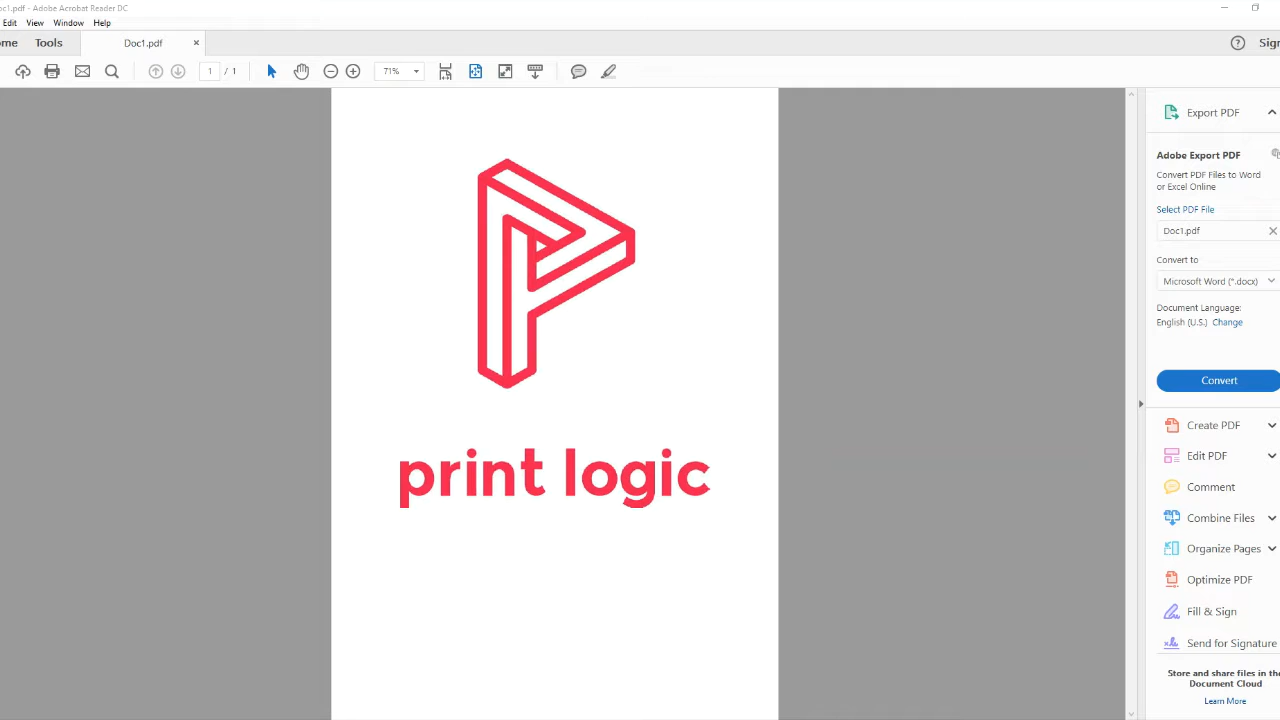 oc1.pdf - Adobe Acrobat Reader DC
Edit View Window Help
ome Tools Doc1.pdf × ? Sign
1 / 1 71%
Export PDF
Adobe Export PDF
Convert PDF Files to Word
or Excel Online
Select PDF File
Doc1.pdf
Convert to
Microsoft Word (*.docx)
Document Language:
English (U.S.) Change
Convert
Create PDF
Edit PDF
Comment
Combine Files
Organize Pages
Optimize PDF
Fill & Sign
Send for Signature
Store and share files in the
Document Cloud
Learn More
print logic